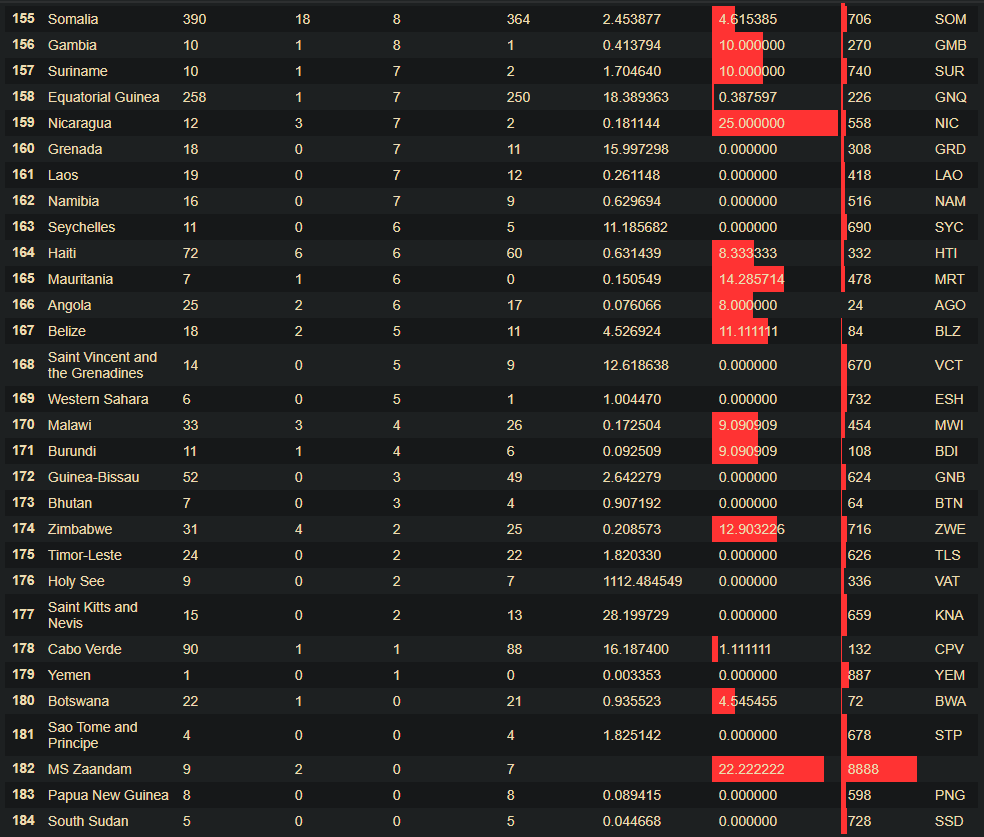 155 Somalia 390 18 8 364 2.453877 4.615385 706 SOM
156 Gambia 10 1 8 1 0.413794 10.000000 270 GMB
157 Suriname 10 1 7 2 1.704640 10.000000 740 SUR
158 Equatorial Guinea 258 1 7 250 18.389363 0.387597 226 GNQ
159 Nicaragua 12 3 7 2 0.181144 25.000000 558 NIC
160 Grenada 18 0 7 11 15.997298 0.000000 308 GRD
161 Laos 19 0 7 12 0.261148 0.000000 418 LAO
162 Namibia 16 0 7 9 0.629694 0.000000 516 NAM
163 Seychelles 11 0 6 5 11.185682 0.000000 690 SYC
164 Haiti 72 6 6 60 0.631439 8.333333 332 HTI
165 Mauritania 7 1 6 0 0.150549 14.285714 478 MRT
166 Angola 25 2 6 17 0.076066 8.000000 24 AGO
167 Belize 18 2 5 11 4.526924 11.111111 84 BLZ
Saint Vincent and
168 14 0 5 9 12.618638 0.000000 670 VCT
the Grenadines
169 Western Sahara 6 0 5 1 1.004470 0.000000 732 ESH
170 Malawi 33 3 4 26 0.172504 9.090909 454 MWI
171 Burundi 11 1 4 6 0.092509 9.090909 108 BDI
172 Guinea-Bissau 52 0 3 49 2.642279 0.000000 624 GNB
173 Bhutan 7 0 3 4 0.907192 0.000000 64 BTN
174 Zimbabwe 31 4 2 25 0.208573 12.903226 716 ZWE
175 Timor-Leste 24 0 2 22 1.820330 0.000000 626 TLS
176 Holy See 9 0 2 7 1112.484549 0.000000 336 VAT
Saint Kitts and
177 15 0 2 13 28.199729 0.000000 659 KNA
Nevis
178 Cabo Verde 90 1 1 88 16.187400 1.111111 132 CPV
179 Yemen 1 0 1 0 0.003353 0.000000 887 YEM
180 Botswana 22 1 0 21 0.935523 4.545455 72 BWA
Sao Tome and
181 4 0 0 4 1.825142 0.000000 678 STP
Principe
182 MS Zaandam 9 2 0 7 22.222222 8888
183 Papua New Guinea 8 0 0 8 0.089415 0.000000 598 PNG
184 South Sudan 5 0 0 5 0.044668 0.000000 728 SSD